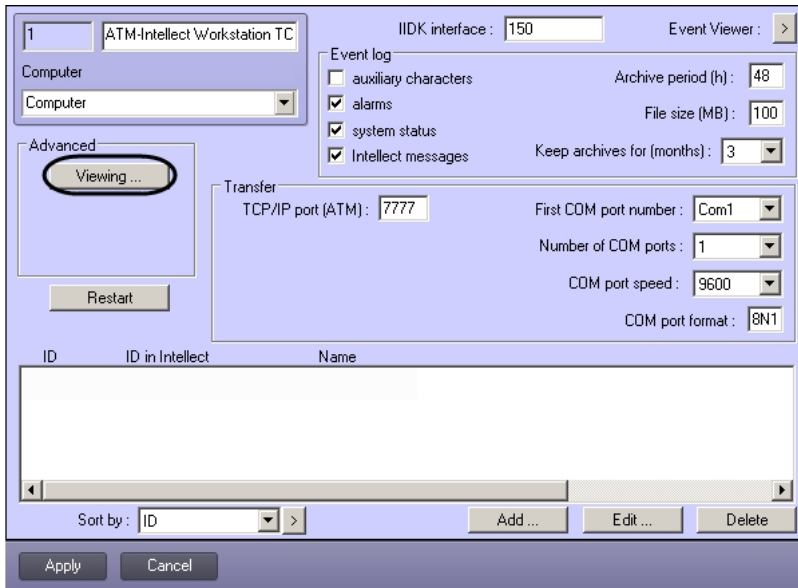 1 ATM-Intellect Workstation TC IIDK interface : 150 Event Viewer : >
Event log
Computer auxiliary characters Archive period (h) : 48
Computer alarms File size (MB) : 100
system status
Advanced Intellect messages Keep archives for (months) : 3
Viewing ...
Transfer
TCP/IP port (ATM) : 7777 First COM port number : Com1
Number of COM ports : 1
COM port speed : 9600
Restart
COM port format : 8N1
ID ID in Intellect Name
Sort by : ID > Add ... Edit ... Delete
Apply Cancel